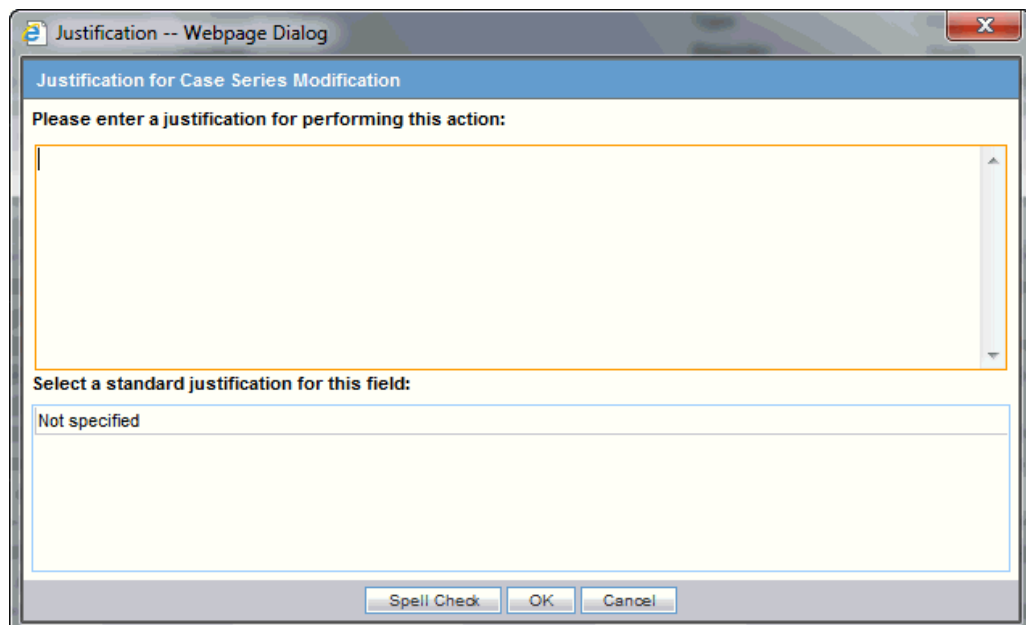 Justification -- Webpage Dialog
X
Justification for Case Series Modification
Please enter a justification for performing this action:
Select a standard justification for this field:
Not specified
Spell Check OK Cancel